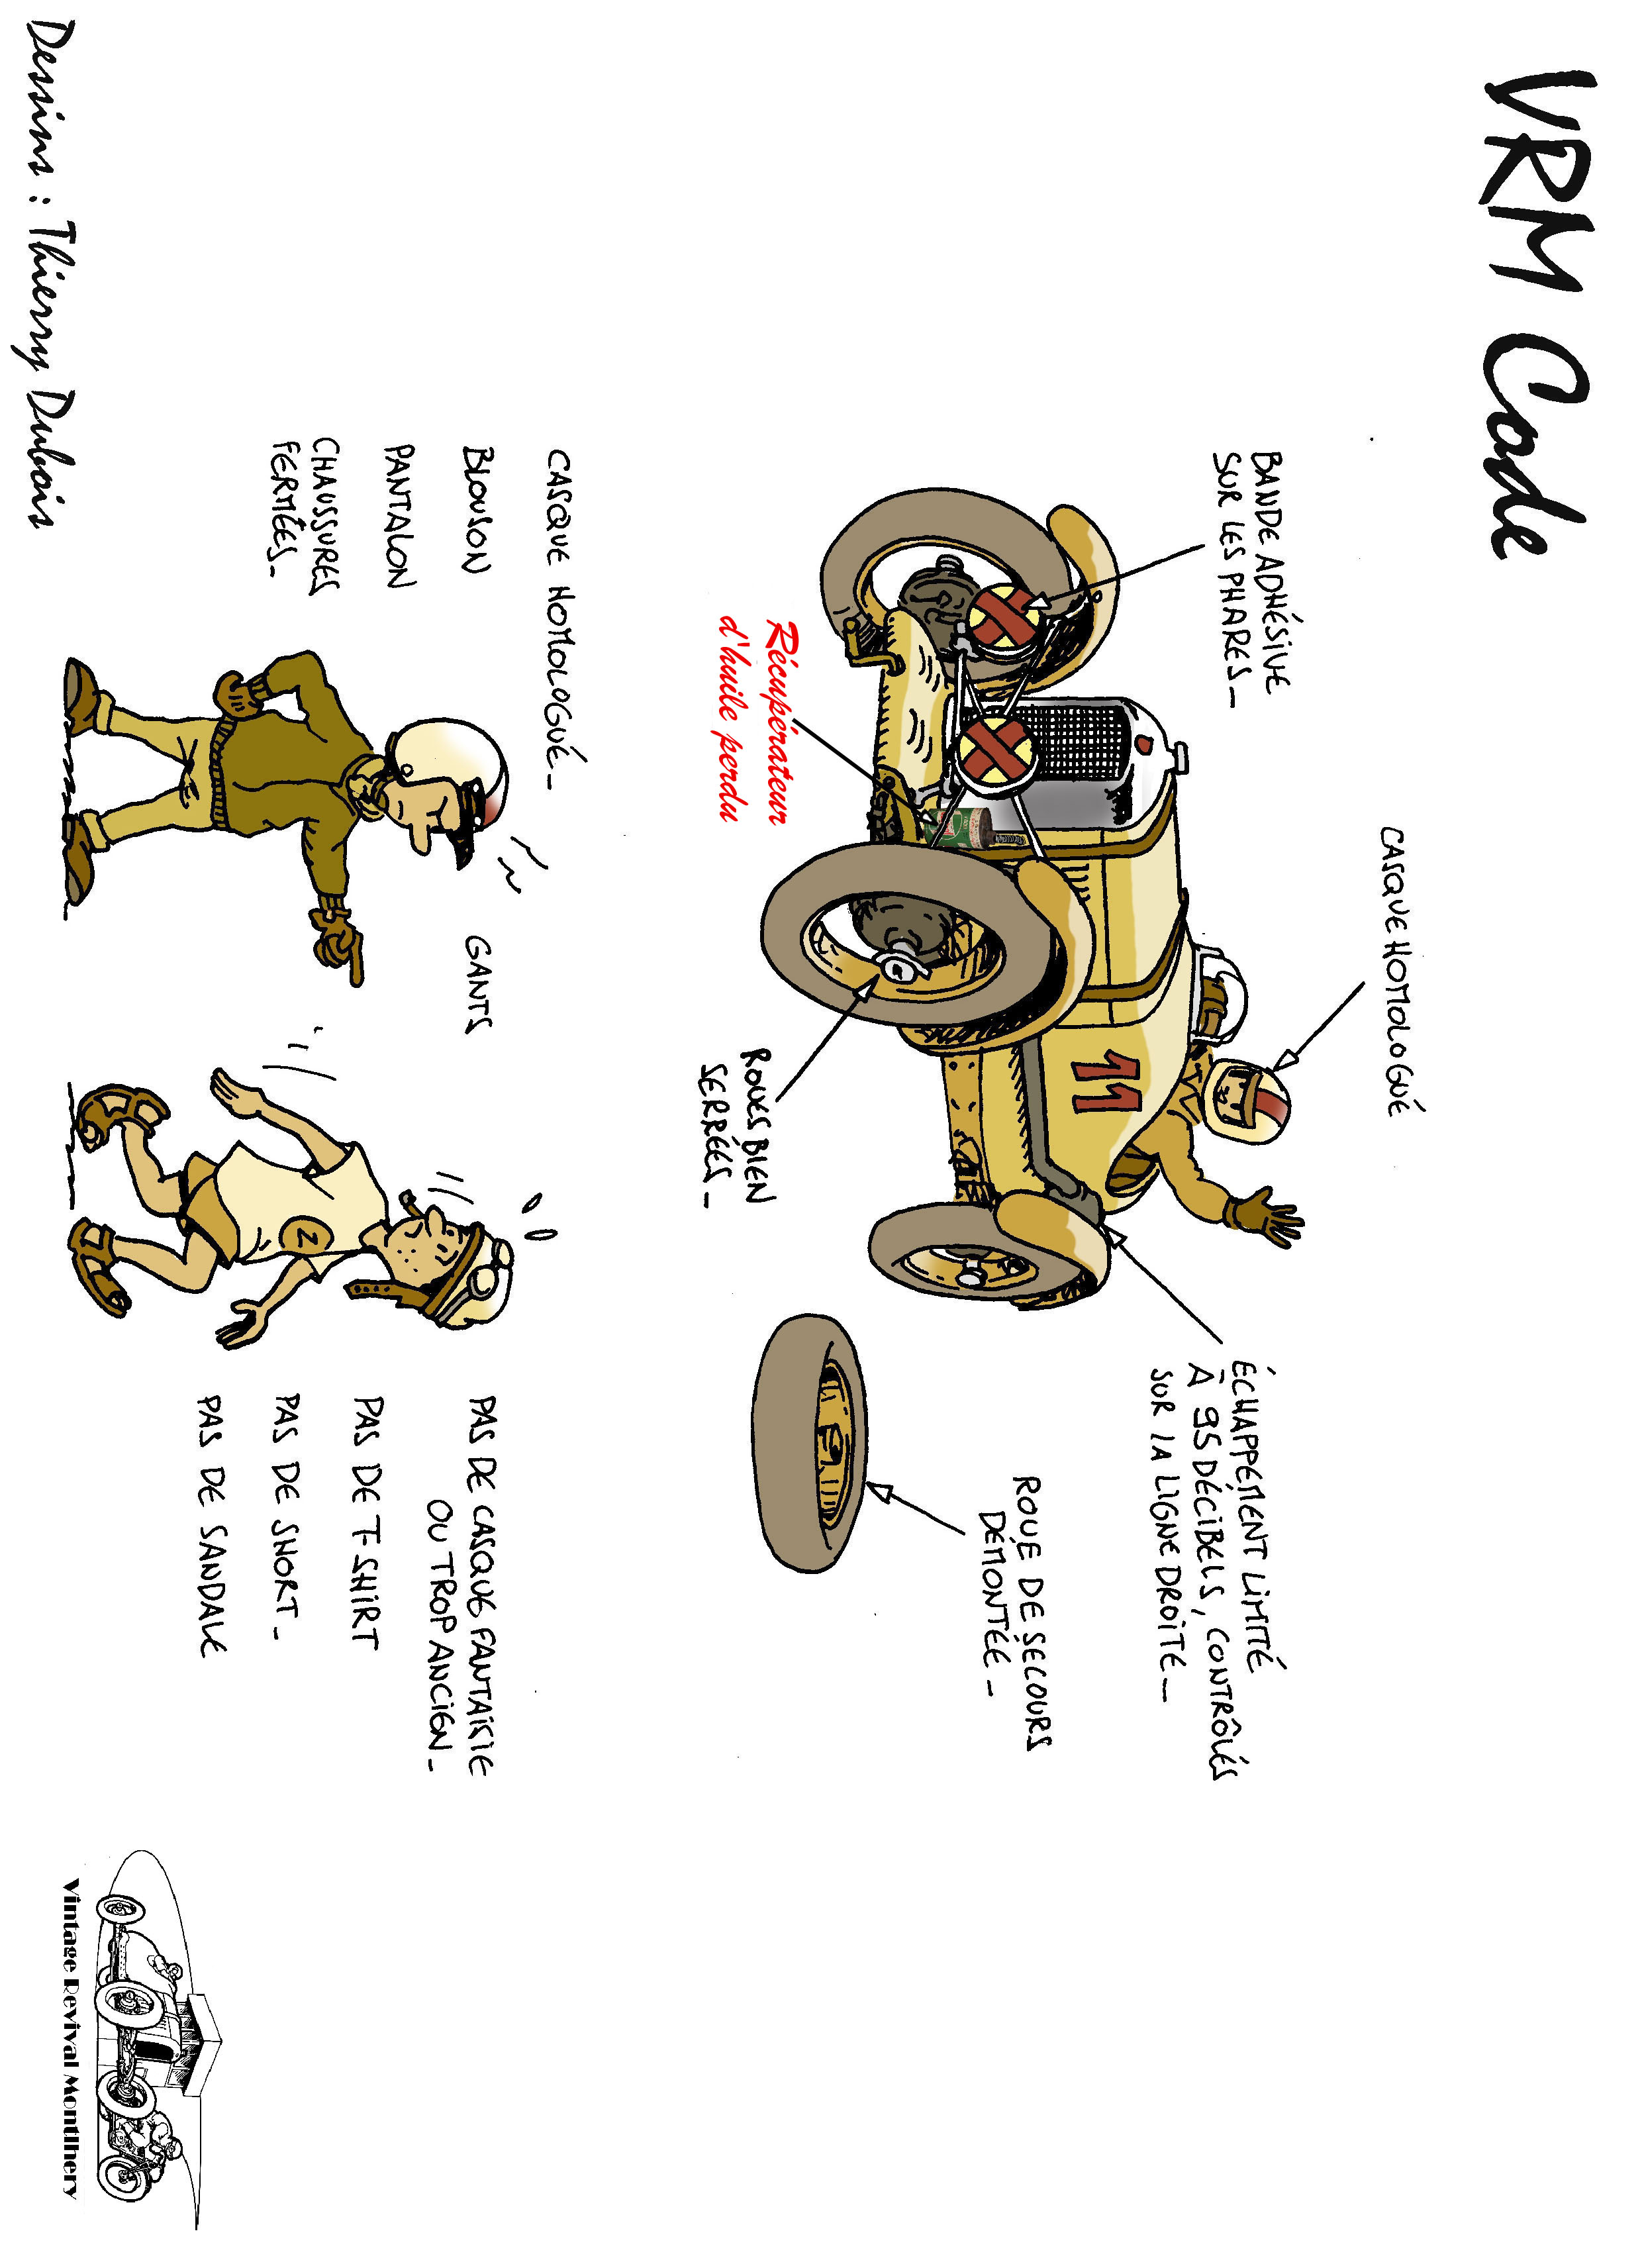 VRM Code
CASQUE HOMOLOGUÉ
BANDE ADHÉSIVE
SUR LES PHARES_
ÉCHAPPEMENT LIMITÉ
À 95 DÉCIBELS, CONTRÔLÉS
SUR LA LIGNE DROITE_
11
ROUE DE SECOURS
DÉMONTÉE_
Récupérateur
d'huile perdu
ROUES BIEN
SERRÉES_
CASQUE HOMOLOGUÉ_
BLOUSON
PANTALON
CHAUSSURES
FERMÉES_
GANTS
2
PAS DE CASQUE FANTAISIE
OU TROP ANCIEN_
PAS DE T-SHIRT
PAS DE SHORT_
PAS DE SANDALE
Dessins : Thierry Dubois
Vintage Revival Montlhery